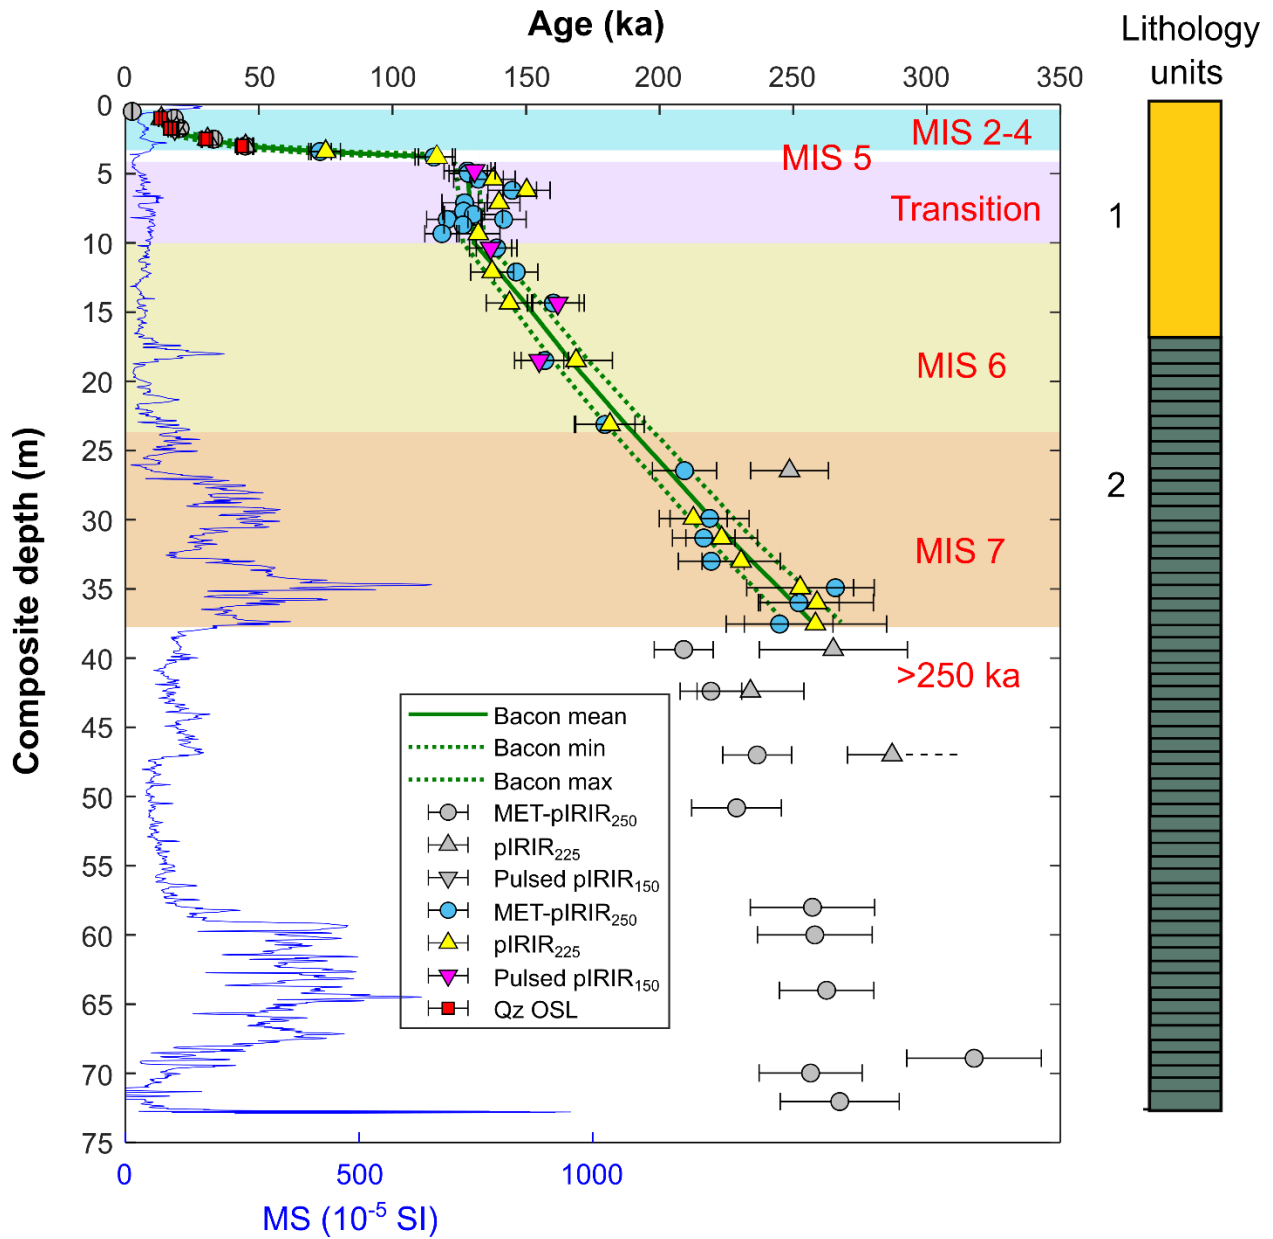 Age (ka)
Lithology
units
0 50 100 150 200 250 300 350
0
5
10
15
20
25
30
35
40
45
50
55
60
65
70
75
Composite depth (m)
MIS 2-4
MIS 5
Transition
MIS 6
MIS 7
>250 ka
1
2
Bacon mean
Bacon min
Bacon max
MET-pIRIR250
pIRIR225
Pulsed pIRIR150
MET-pIRIR250
pIRIR225
Pulsed pIRIR150
Qz OSL
0 500 1000
MS (10-5 SI)